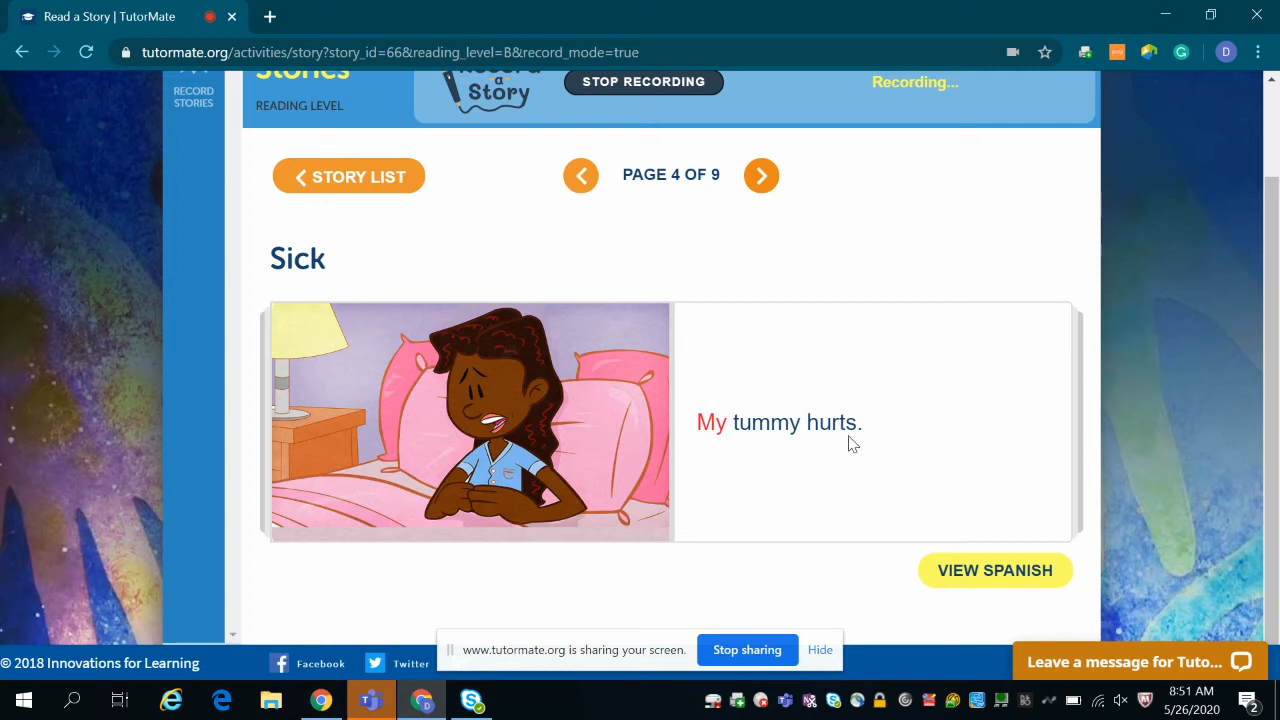 Read a Story | TutorMate
tutormate.org/activities/story?story_id=66&reading_level=B&record_mode=true
D
RECORD
STORIES
Stories
READING LEVEL
Record
a
Story
STOP RECORDING
Recording...
STORY LIST
PAGE 4 OF 9
Sick
My tummy hurts.
VIEW SPANISH
www.tutormate.org is sharing your screen.
Stop sharing
Hide
© 2018 Innovations for Learning
Facebook
Twitter
Leave a message for Tuto...
8:51 AM
5/26/2020
2